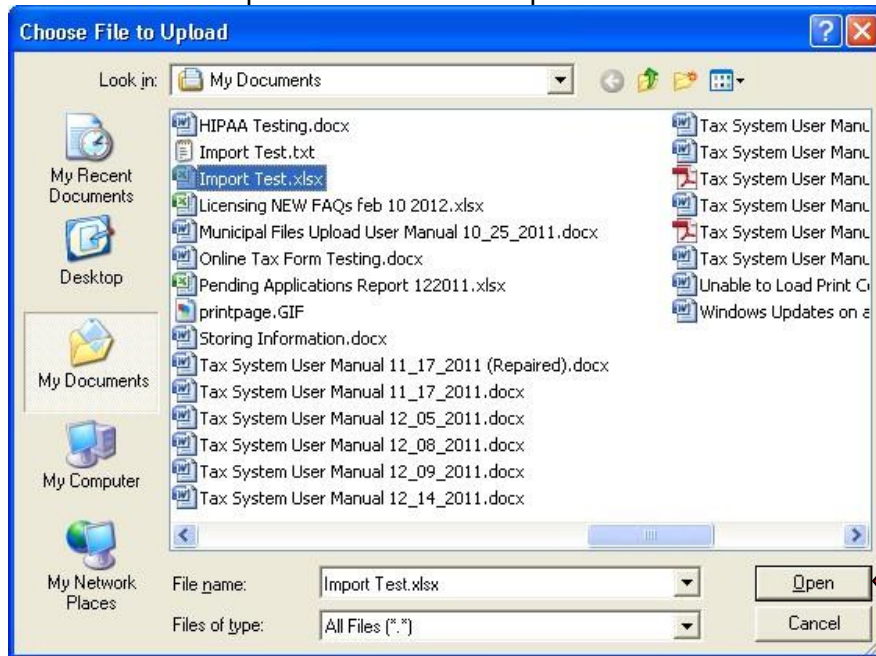 Choose File to Upload
Look in:
My Documents
My Recent
Documents
Desktop
My Documents
My Computer
My Network
Places
HIPAA Testing.docx
Import Test.txt
Import Test.xlsx
Licensing NEW FAQs feb 10 2012.xlsx
Municipal Files Upload User Manual 10_25_2011.docx
Online Tax Form Testing.docx
Pending Applications Report 122011.xlsx
printpage.GIF
Storing Information.docx
Tax System User Manual 11_17_2011 (Repaired).docx
Tax System User Manual 11_17_2011.docx
Tax System User Manual 12_05_2011.docx
Tax System User Manual 12_08_2011.docx
Tax System User Manual 12_09_2011.docx
Tax System User Manual 12_14_2011.docx
Tax System User
Tax System User
Tax System User
Tax System User
Tax System User
Tax System User
Unable to Load Print
Windows Updates on
File name:
Import Test.xlsx
Open
Files of type:
All Files (*.*)
Cancel